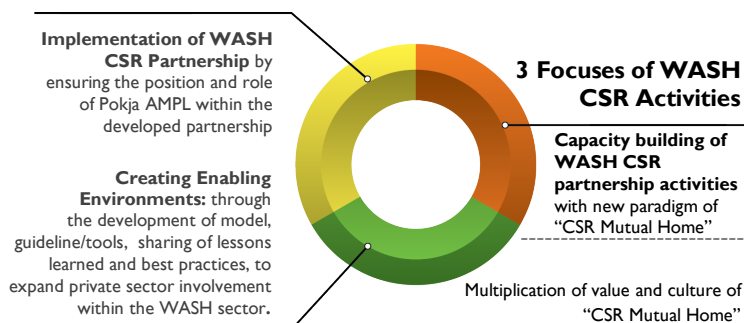 Implementation of WASH
CSR Partnership by
ensuring the position and role
of Pokja AMPL within the
developed partnership
Creating Enabling
Environments: through
the development of model,
guideline/tools, sharing of lessons
learned and best practices, to
expand private sector involvement
within the WASH sector.
3 Focuses of WASH
CSR Activities
Capacity building of
WASH CSR
partnership activities
with new paradigm of
“CSR Mutual Home”
Multiplication of value and culture of
“CSR Mutual Home”